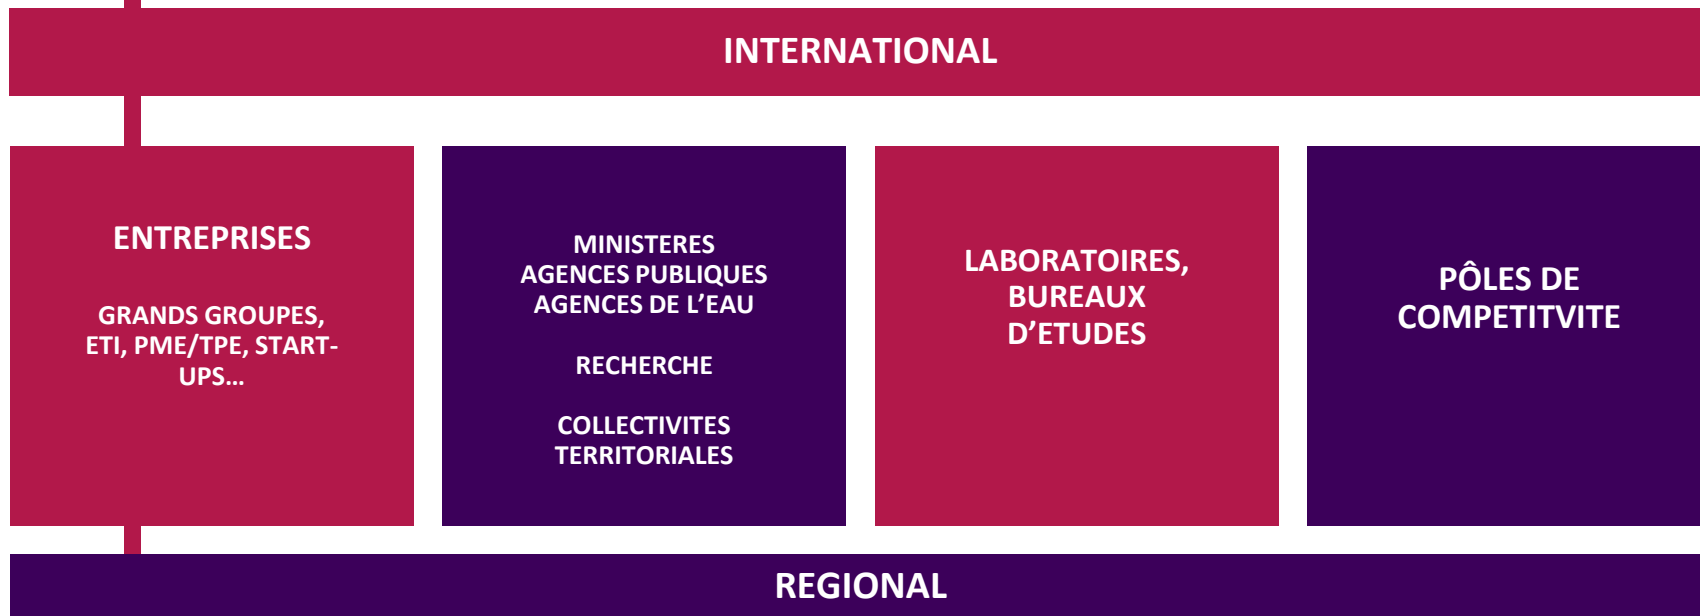 INTERNATIONAL
ENTREPRISES
GRANDS GROUPES,
ETI, PME/TPE, START-
UPS…
MINISTERES
AGENCES PUBLIQUES
AGENCES DE L’EAU
RECHERCHE
COLLECTIVITES
TERRITORIALES
LABORATOIRES,
BUREAUX
D’ETUDES
PÔLES DE
COMPETITVITE
REGIONAL